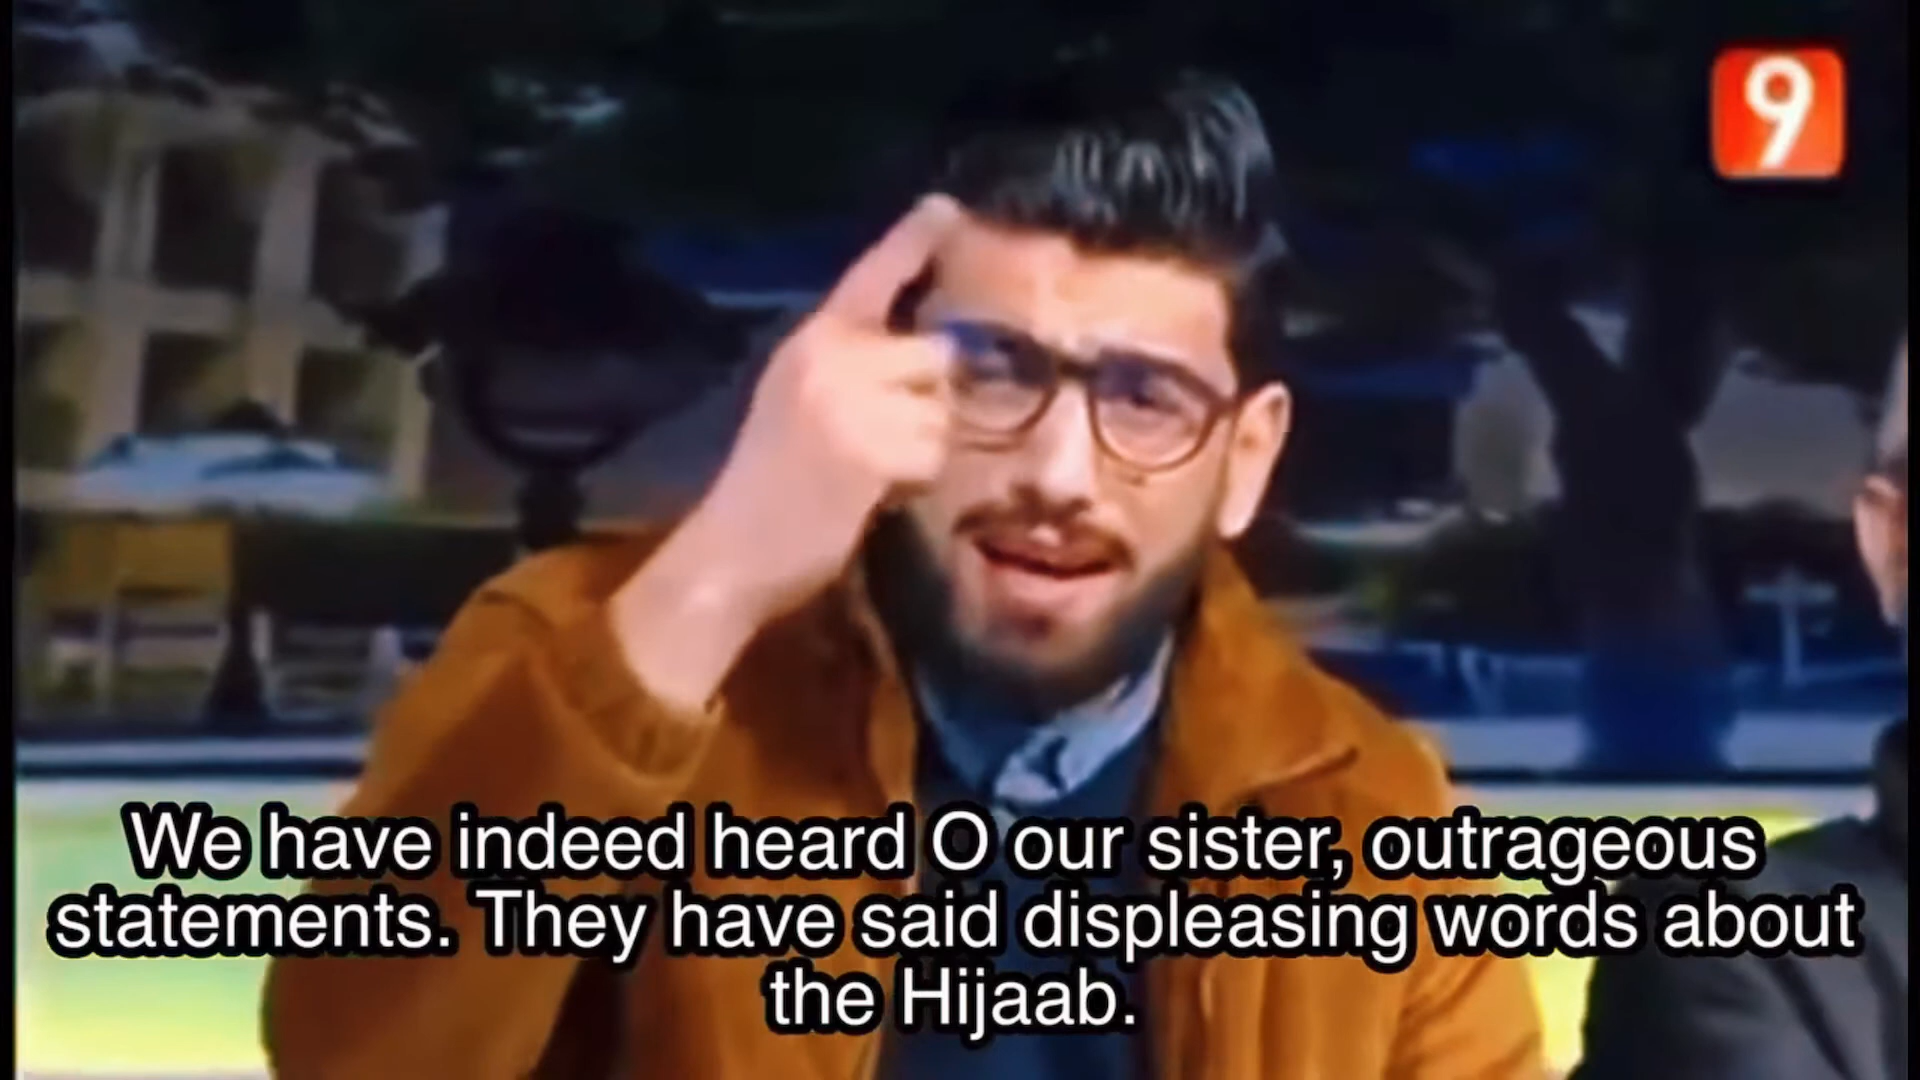 9
We have indeed heard O our sister, outrageous
statements. They have said displeasing words about
the Hijaab.